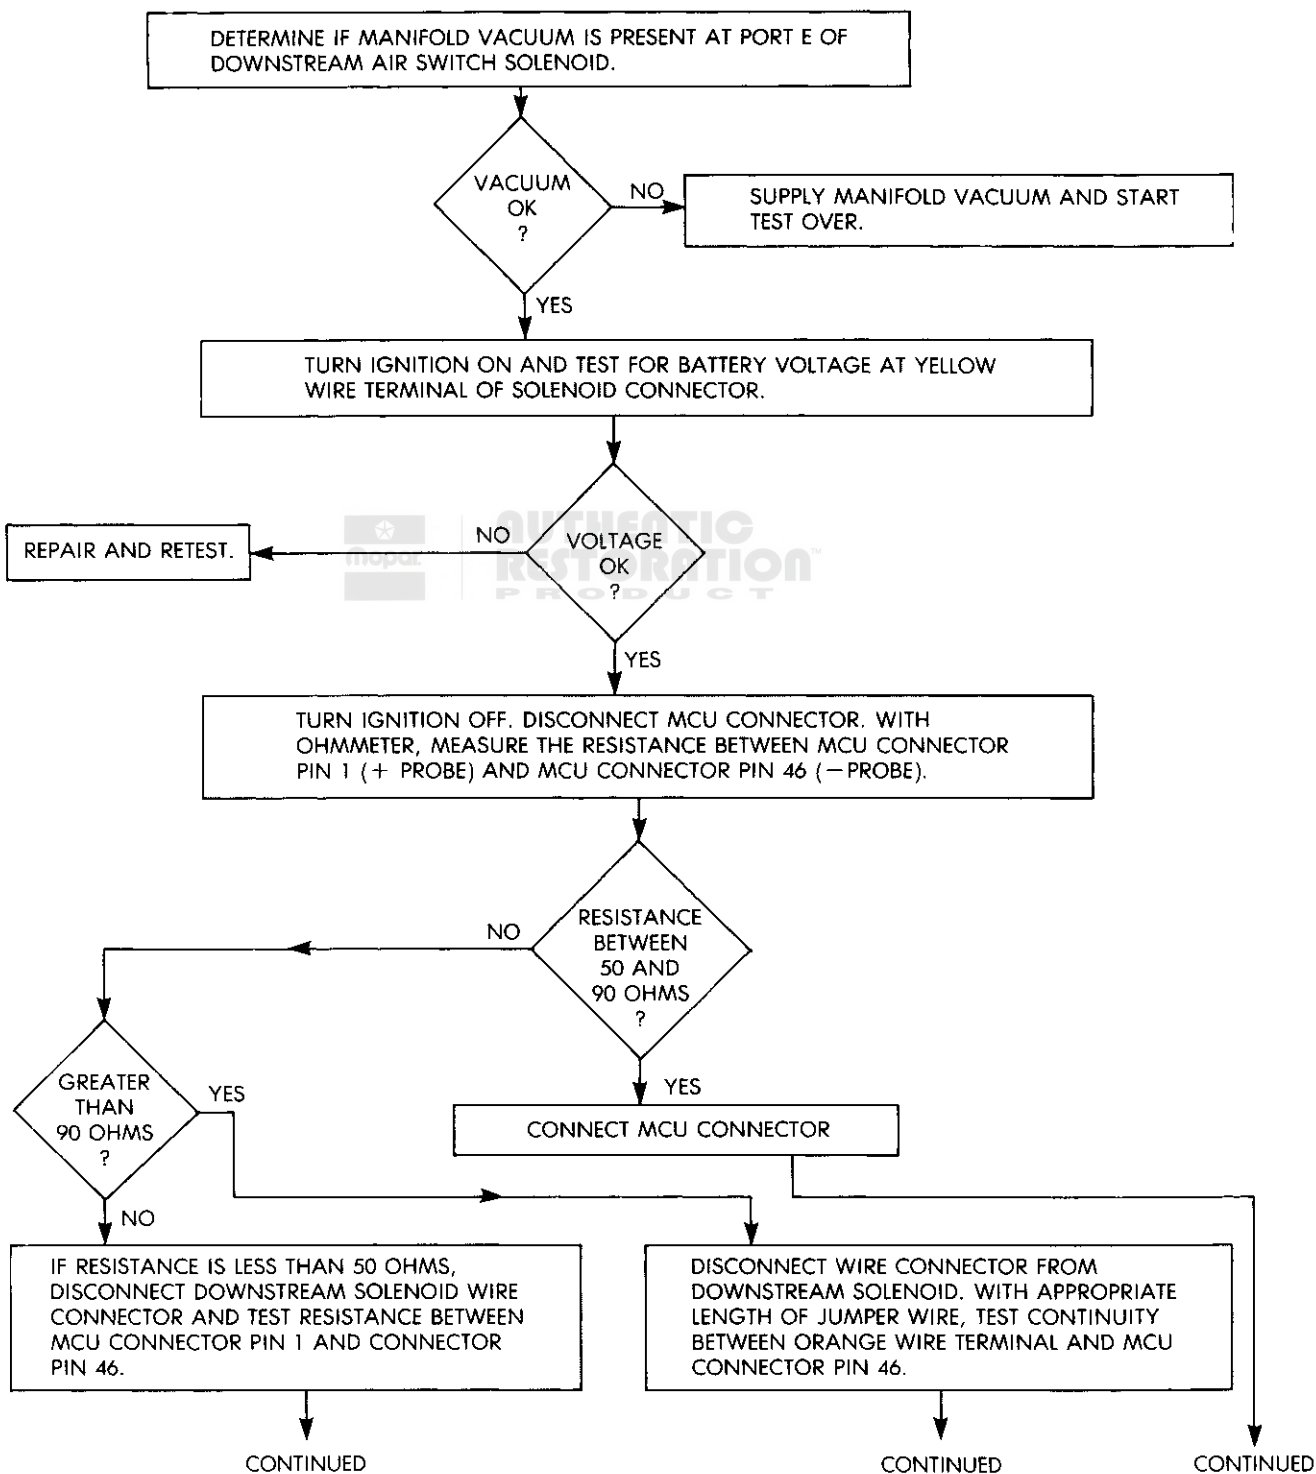 DETERMINE IF MANIFOLD VACUUM IS PRESENT AT PORT E OF
DOWNSTREAM AIR SWITCH SOLENOID.
VACUUM
OK
?
NO
SUPPLY MANIFOLD VACUUM AND START
TEST OVER.
YES
TURN IGNITION ON AND TEST FOR BATTERY VOLTAGE AT YELLOW
WIRE TERMINAL OF SOLENOID CONNECTOR.
Mopar
AUTHENTIC
RESTORATION™
PRODUCT
VOLTAGE
OK
?
NO
REPAIR AND RETEST.
YES
TURN IGNITION OFF. DISCONNECT MCU CONNECTOR. WITH
OHMMETER, MEASURE THE RESISTANCE BETWEEN MCU CONNECTOR
PIN 1 (+ PROBE) AND MCU CONNECTOR PIN 46 (–PROBE).
RESISTANCE
BETWEEN
50 AND
90 OHMS
?
NO
YES
GREATER
THAN
90 OHMS
?
YES
CONNECT MCU CONNECTOR
NO
IF RESISTANCE IS LESS THAN 50 OHMS,
DISCONNECT DOWNSTREAM SOLENOID WIRE
CONNECTOR AND TEST RESISTANCE BETWEEN
MCU CONNECTOR PIN 1 AND CONNECTOR
PIN 46.
DISCONNECT WIRE CONNECTOR FROM
DOWNSTREAM SOLENOID. WITH APPROPRIATE
LENGTH OF JUMPER WIRE, TEST CONTINUITY
BETWEEN ORANGE WIRE TERMINAL AND MCU
CONNECTOR PIN 46.
CONTINUED
CONTINUED
CONTINUED